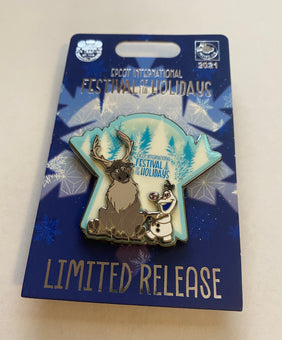 2021
EPCOT INTERNATIONAL
FESTIVAL OF THE HOLIDAYS
EPCOT INTERNATIONAL
FESTIVAL
OF THE HOLIDAYS
LIMITED RELEASE